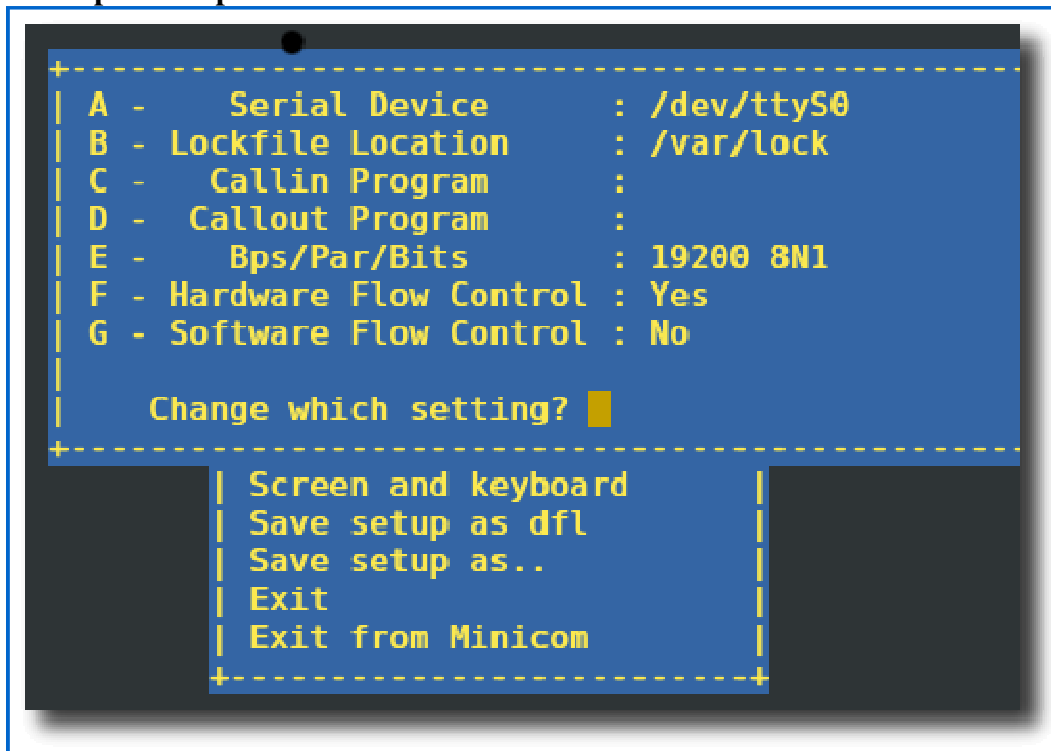 A - Serial Device : /dev/ttyS0
B - Lockfile Location : /var/lock
C - Callin Program :
D - Callout Program :
E - Bps/Par/Bits : 19200 8N1
F - Hardware Flow Control : Yes
G - Software Flow Control : No
Change which setting?
Screen and keyboard
Save setup as dfl
Save setup as..
Exit
Exit from Minicom